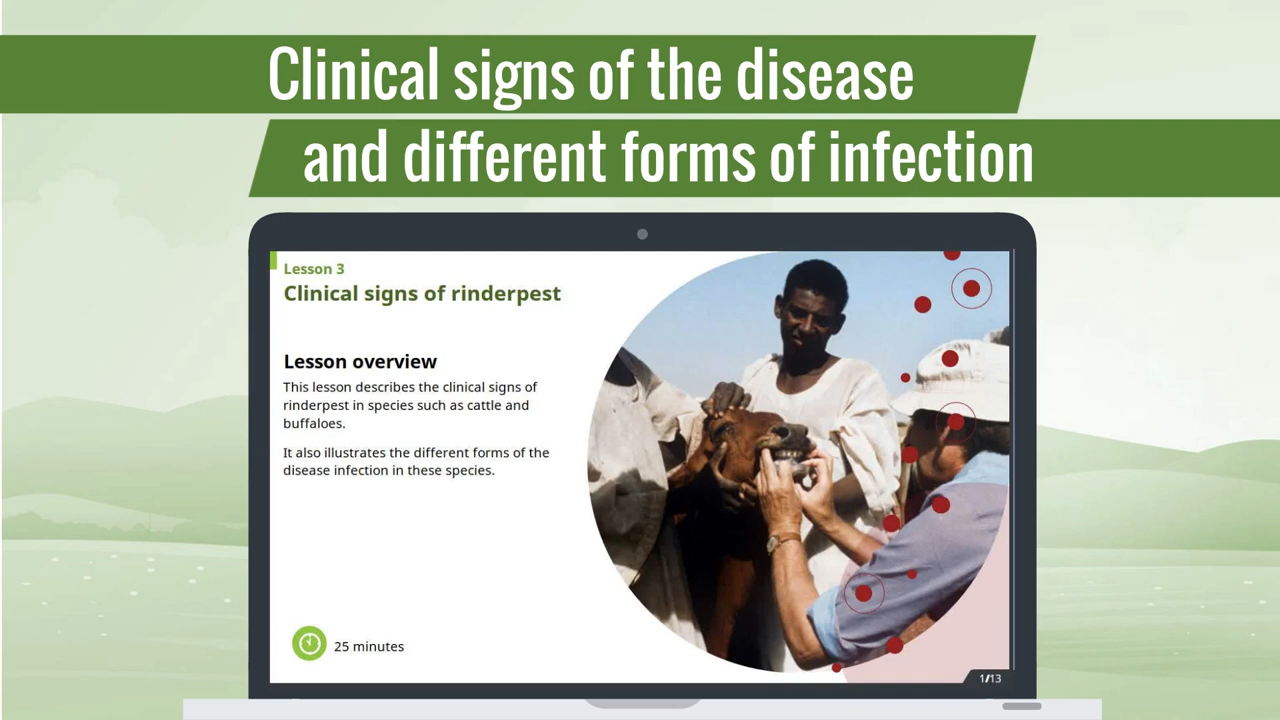 Clinical signs of the disease
and different forms of infection
Lesson 3
Clinical signs of rinderpest
Lesson overview
This lesson describes the clinical signs of
rinderpest in species such as cattle and
buffaloes.
It also illustrates the different forms of the
disease infection in these species.
25 minutes
1/13